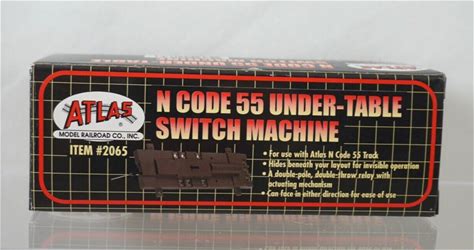 ATLAS
MODEL RAILROAD CO., INC.
ITEM #2065
N CODE 55 UNDER-TABLE
SWITCH MACHINE
• For use with Atlas N Code 55 Track
• Hides beneath your layout for invisible operation
• A double-pole, double-throw relay with
actuating mechanism
• Can face in either direction for ease of use